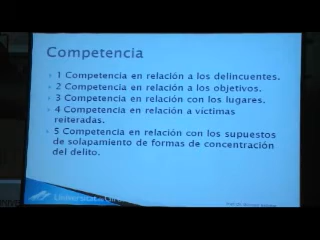 Competencia
1 Competencia en relación a los delincuentes.
2 Competencia en relación a los objetivos.
3 Competencia en relación con los lugares.
4 Competencia en relación a víctimas
reiteradas.
5 Competencia en relación con los supuestos
de solapamiento de formas de concentración
del delito.